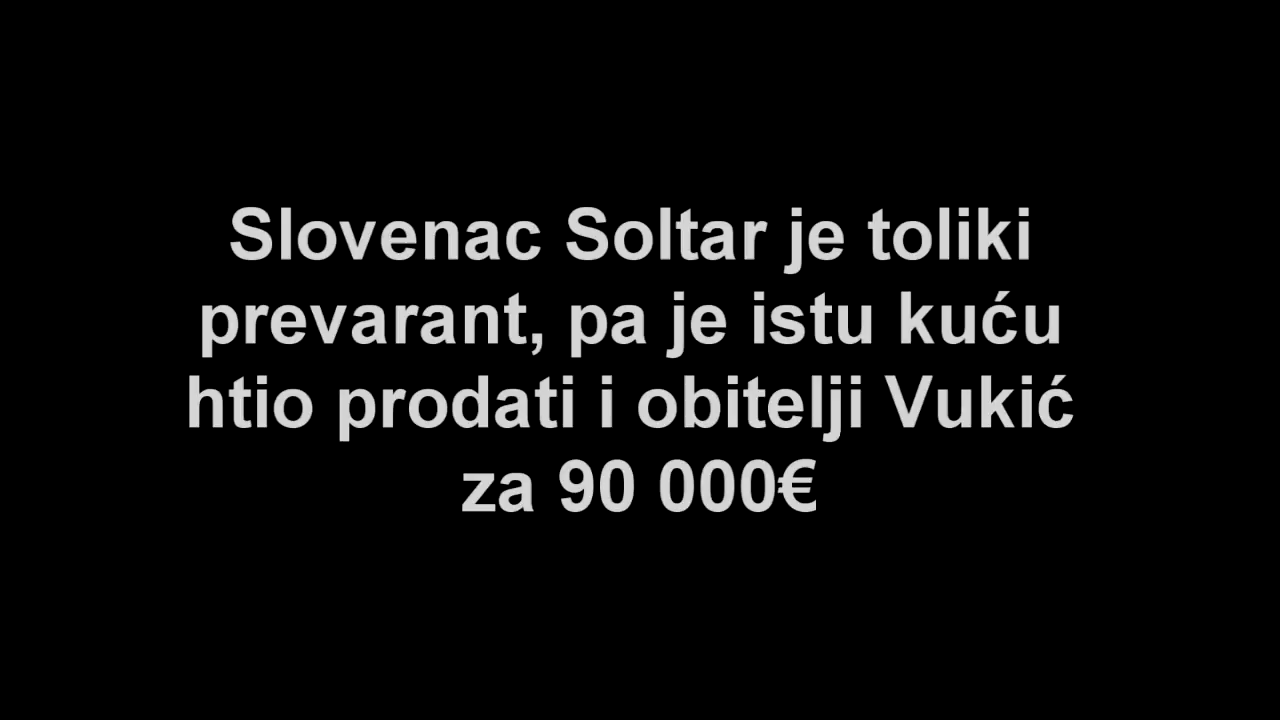 Slovenac Soltar je toliki
prevarant, pa je istu kuću
htio prodati i obitelji Vukić
za 90 000€